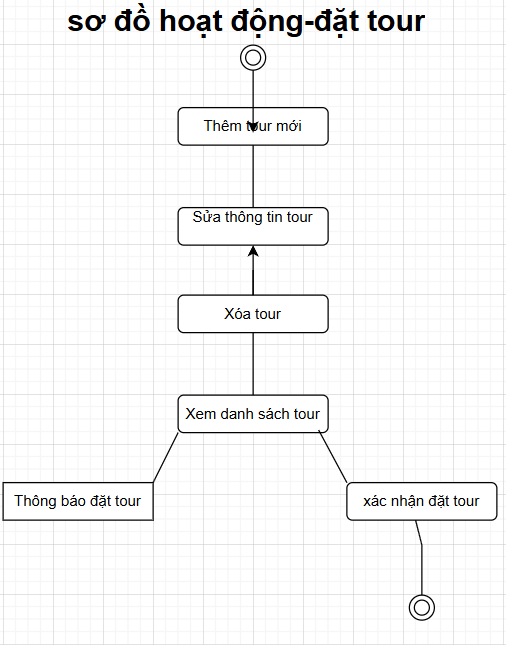 sơ đồ hoạt động-đặt tour
Thêm tour mới
Sửa thông tin tour
Xóa tour
Xem danh sách tour
Thông báo đặt tour
xác nhận đặt tour